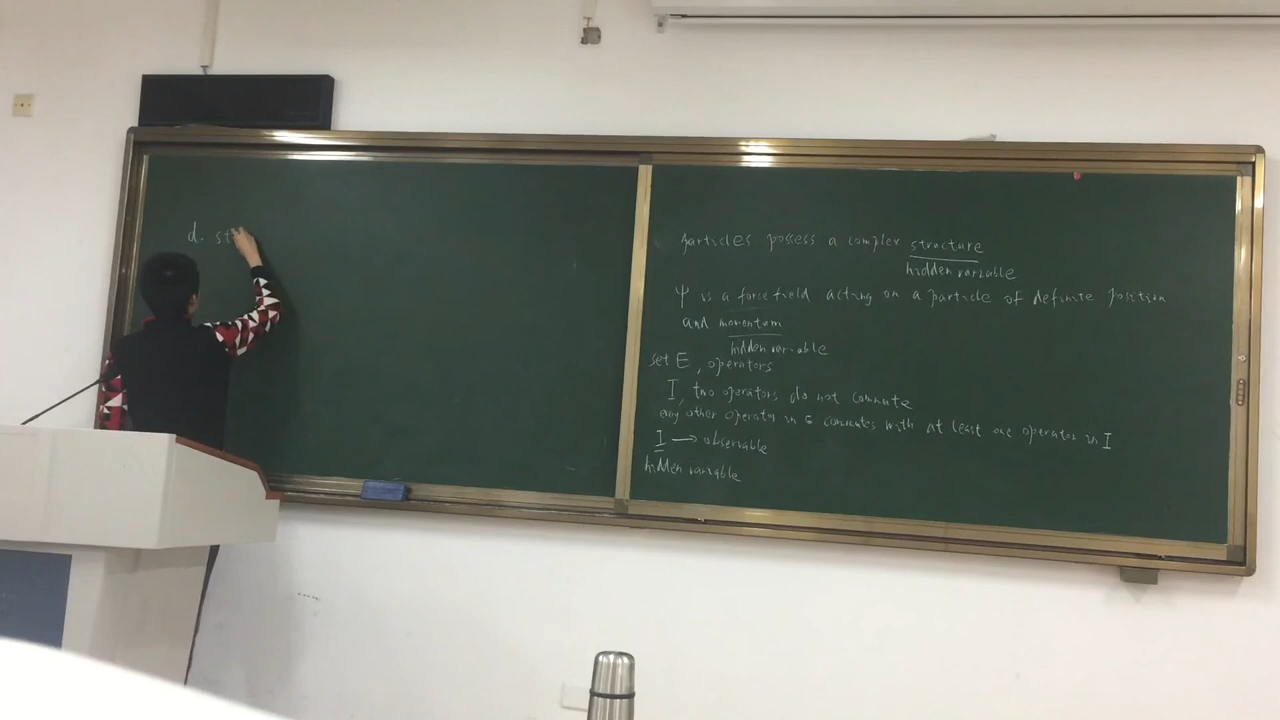 d. st
particles possess a complex structure
hidden variable
Ψ is a force field acting on a particle of definite position
and momentum
hidden variable
set E, operators
I, two operators do not commute
any other operator in E commutes with at least one operator in I
I → observable
hidden variable